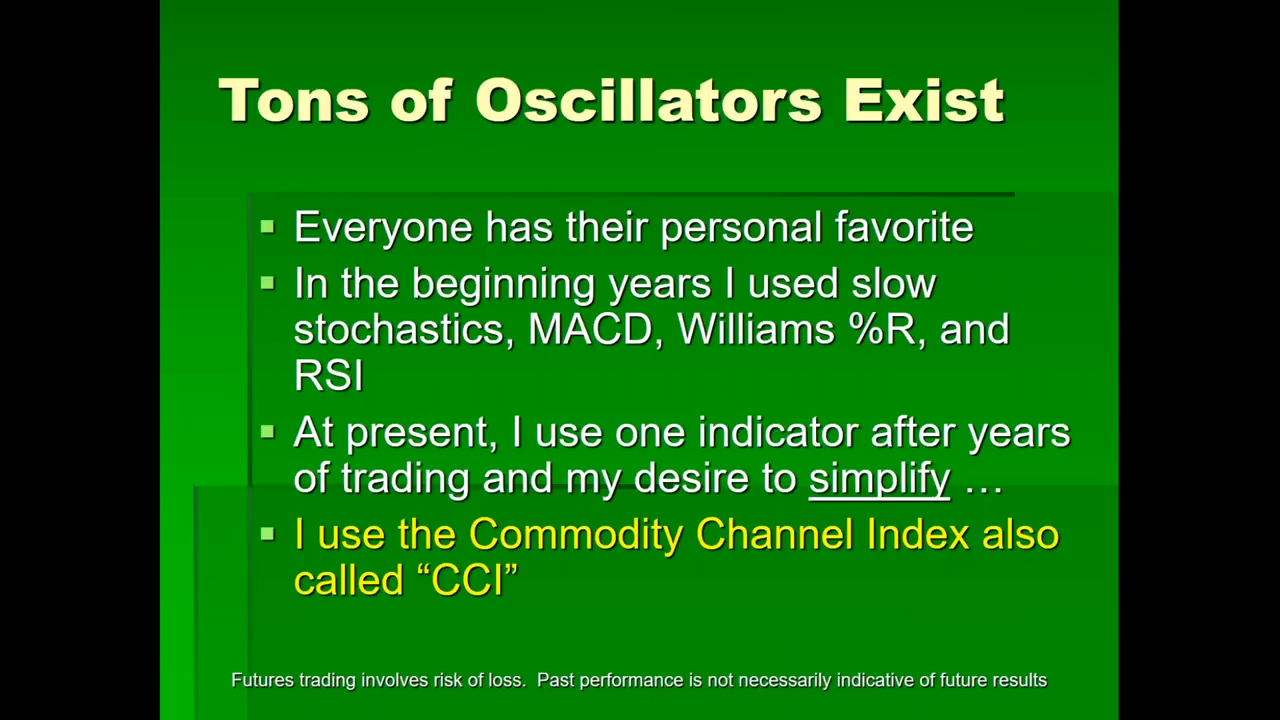 Tons of Oscillators Exist
Everyone has their personal favorite
In the beginning years I used slow
stochastics, MACD, Williams %R, and
RSI
At present, I use one indicator after years
of trading and my desire to simplify …
I use the Commodity Channel Index also
called “CCI”
Futures trading involves risk of loss.  Past performance is not necessarily indicative of future results